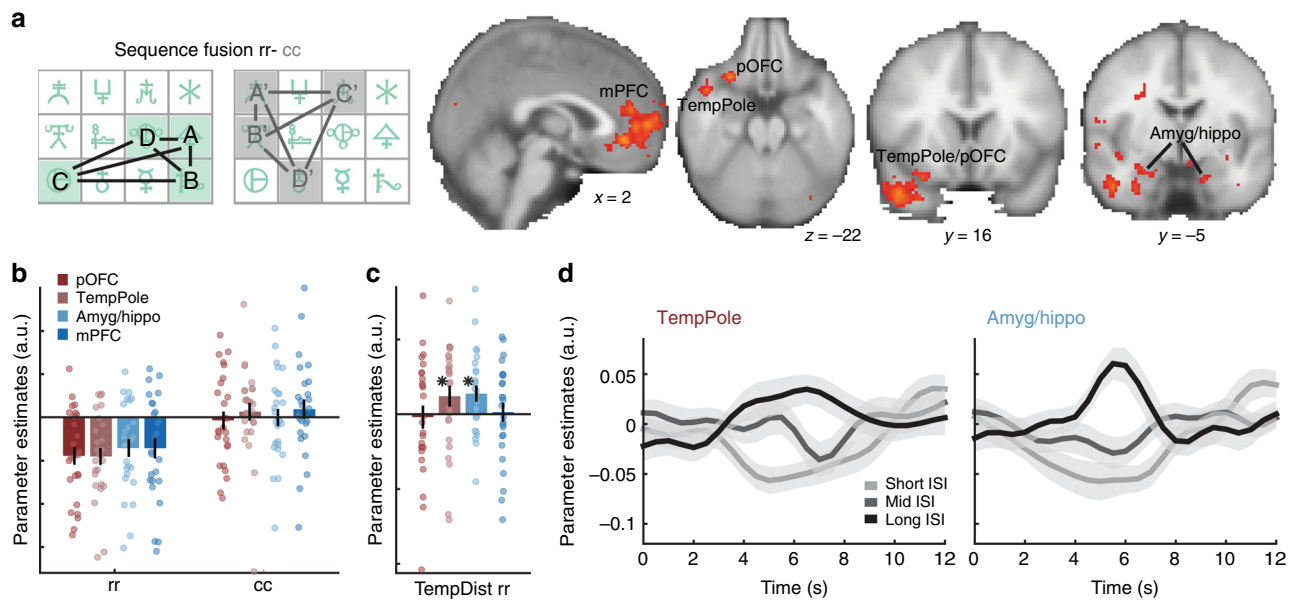 a
Sequence fusion rr- cc
D A
C B
A' C'
B'
D'
mPFC
x = 2
pOFC
TempPole
z = –22
TempPole/pOFC
y = 16
Amyg/hippo
y = –5
b
Parameter estimates (a.u.)
pOFC
TempPole
Amyg/hippo
mPFC
rr cc
c
Parameter estimates (a.u.)
* *
TempDist rr
d
Parameter estimates (a.u.)
TempPole
0.05
0
–0.05
–0.1
Short ISI
Mid ISI
Long ISI
0 2 4 6 8 10 12
Time (s)
Amyg/hippo
0 2 4 6 8 10 12
Time (s)